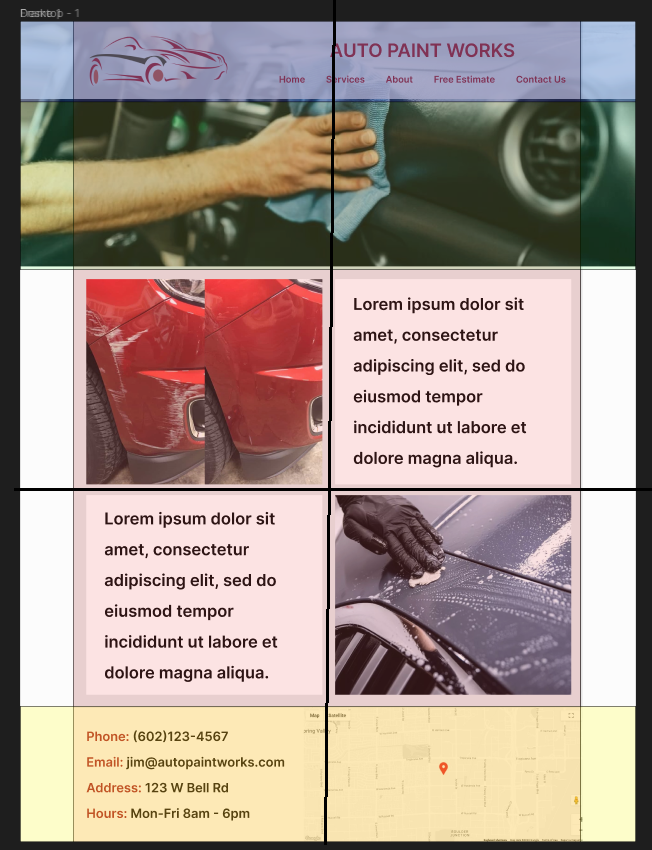 AUTO PAINT WORKS
Home Services About Free Estimate Contact Us
Lorem ipsum dolor sit
amet, consectetur
adipiscing elit, sed do
eiusmod tempor
incididunt ut labore et
dolore magna aliqua.
Lorem ipsum dolor sit
amet, consectetur
adipiscing elit, sed do
eiusmod tempor
incididunt ut labore et
dolore magna aliqua.
Phone: (602)123-4567
Email: jim@autopaintworks.com
Address: 123 W Bell Rd
Hours: Mon-Fri 8am - 6pm
Map Satellite